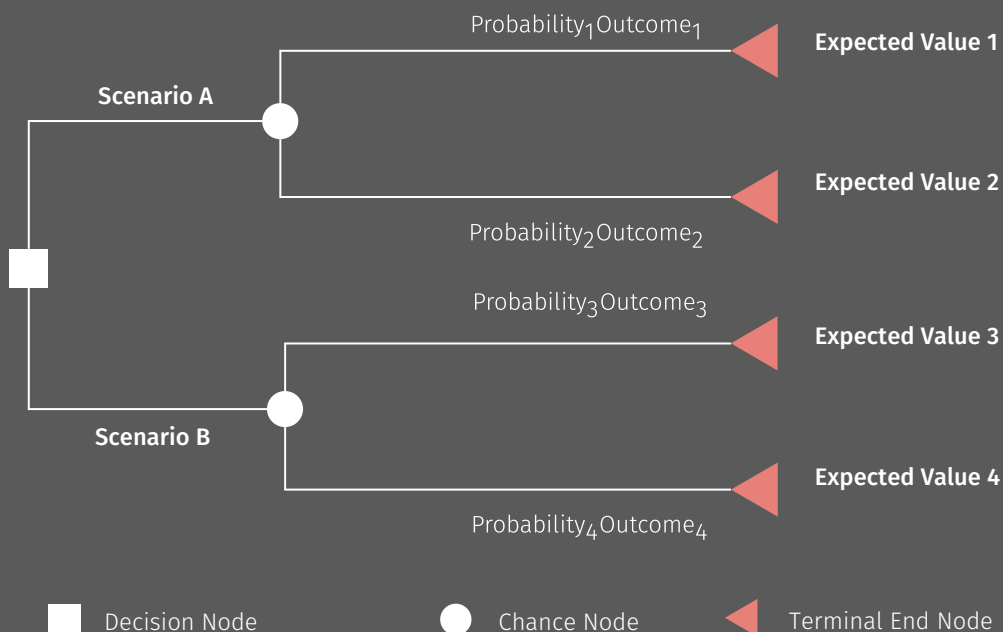 Probability₁Outcome₁
Expected Value 1
Scenario A
Expected Value 2
Probability₂Outcome₂
Probability₃Outcome₃
Expected Value 3
Scenario B
Expected Value 4
Probability₄Outcome₄
Decision Node
Chance Node
Terminal End Node